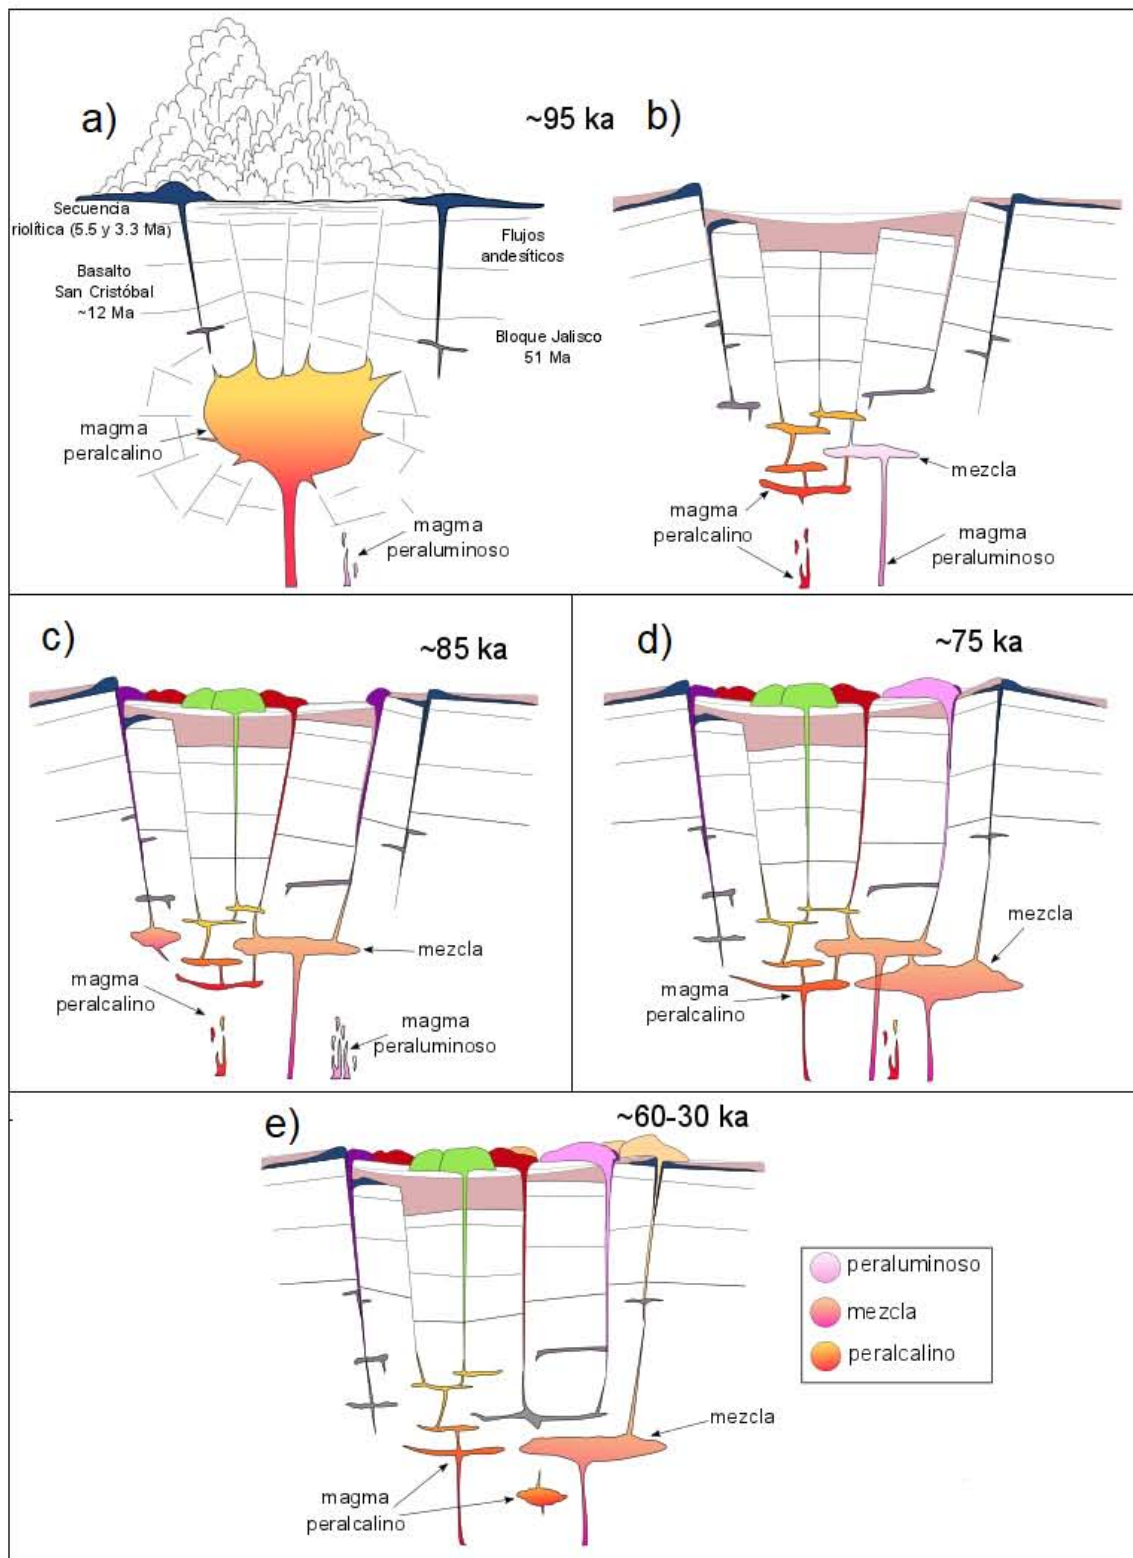 a)
~95 ka
b)
Secuencia
riolítica (5.5 y 3.3 Ma)
Flujos
andesíticos
Basalto
San Cristóbal
~12 Ma
Bloque Jalisco
51 Ma
magma
peralcalino
magma
peraluminoso
mezcla
magma
peralcalino
magma
peraluminoso
c)
~85 ka
mezcla
magma
peralcalino
magma
peraluminoso
d)
~75 ka
mezcla
magma
peralcalino
e)
~60-30 ka
mezcla
magma
peralcalino
peraluminoso
mezcla
peralcalino